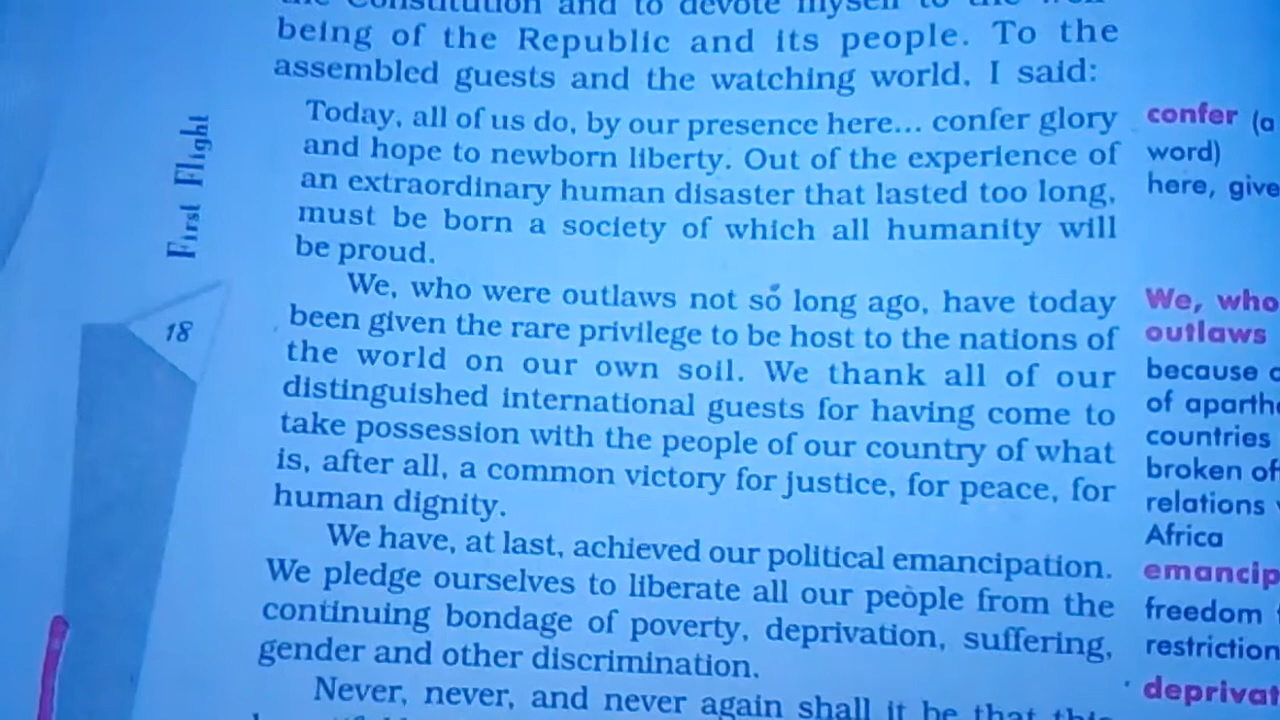 the Constitution and to devote myself to the well-
being of the Republic and its people. To the
assembled guests and the watching world, I said:
Today, all of us do, by our presence here... confer glory
and hope to newborn liberty. Out of the experience of
an extraordinary human disaster that lasted too long,
must be born a society of which all humanity will
be proud.
We, who were outlaws not so long ago, have today
been given the rare privilege to be host to the nations of
the world on our own soil. We thank all of our
distinguished international guests for having come to
take possession with the people of our country of what
is, after all, a common victory for justice, for peace, for
human dignity.
We have, at last, achieved our political emancipation.
We pledge ourselves to liberate all our people from the
continuing bondage of poverty, deprivation, suffering,
gender and other discrimination.
Never, never, and never again shall it be that this
confer (a
word)
here, give
We, who
outlaws
because
of
countries
broken of
relations
Africa
freedom
restriction
First Flight
18